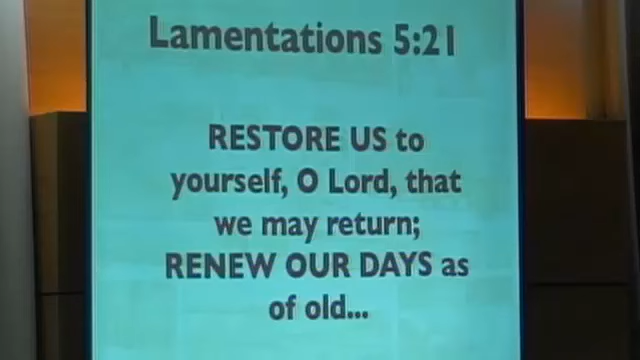 Lamentations 5:21
RESTORE US to
yourself, O Lord, that
we may return;
RENEW OUR DAYS as
of old...